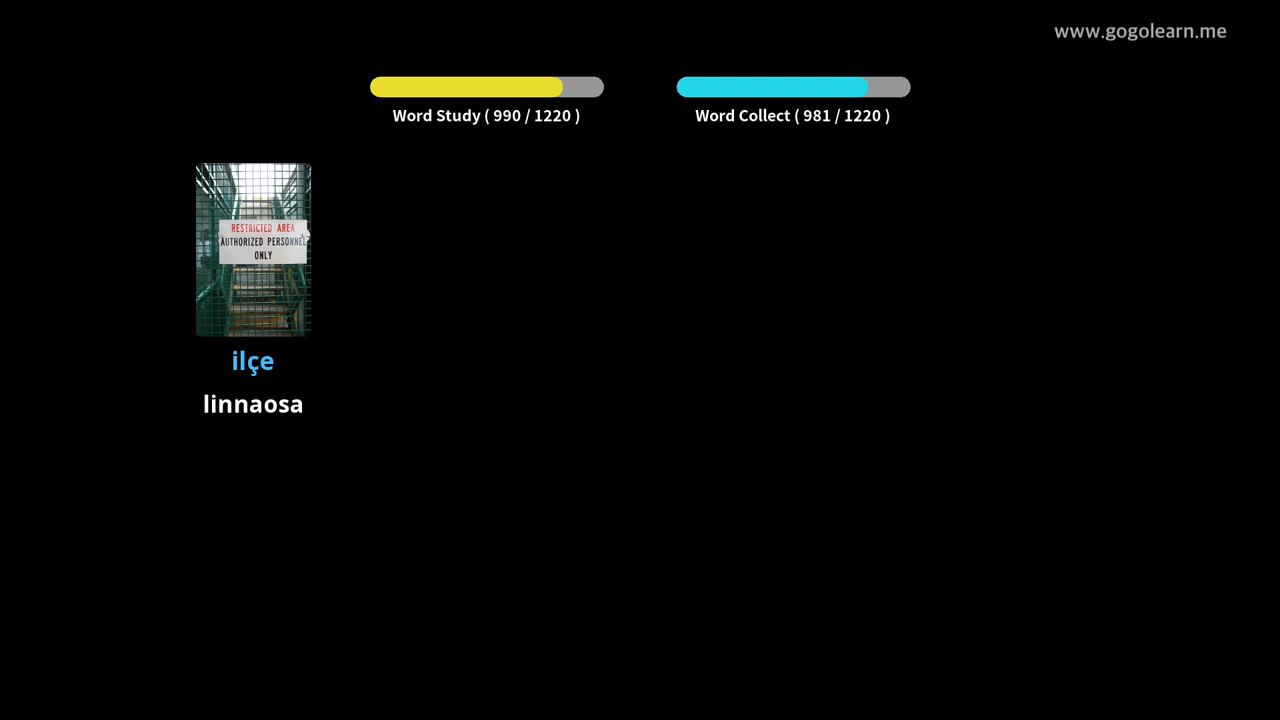 www.gogolearn.me
Word Study ( 990 / 1220 )
Word Collect ( 981 / 1220 )
RESTRICTED AREA
AUTHORIZED PERSONNEL
ONLY
ilçe
linnaosa